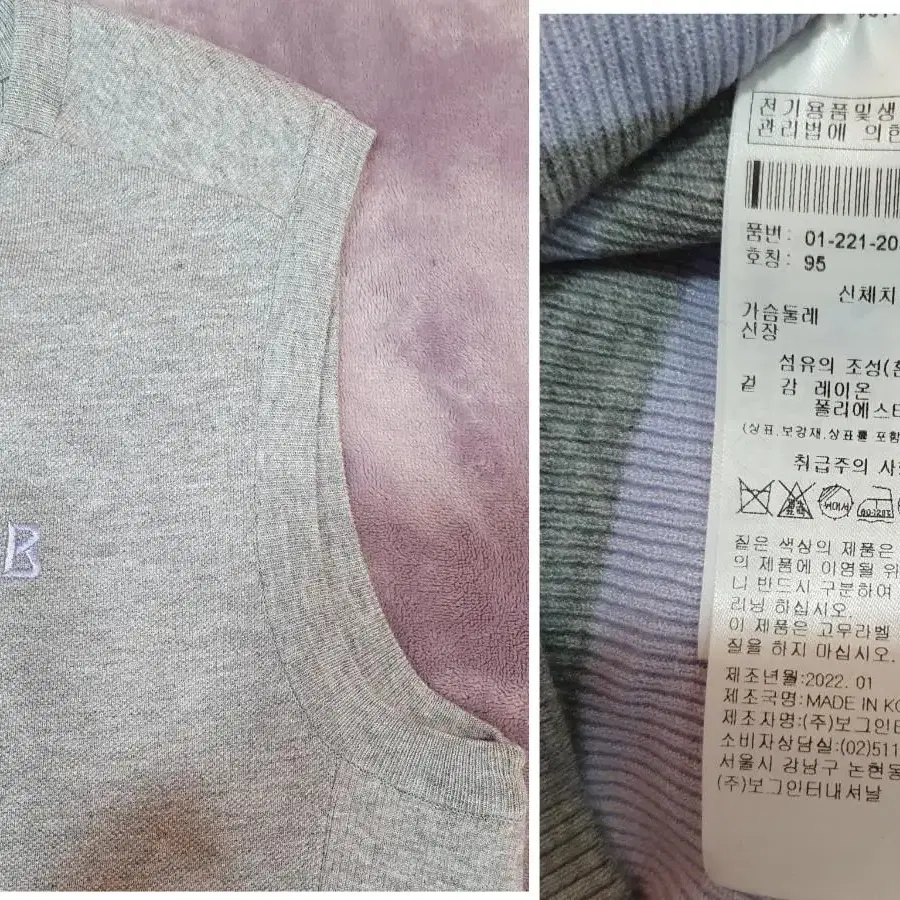 B
전기용품및생
관리법에 의한
품번: 01-221-20
호칭: 95
신체치
가슴둘레
신장
섬유의 조성(혼
겉 감 레이온
폴리에스터
(상표,보강재,상표를 포함
취급주의 사
짙은 색상의 제품은
의 제품에 이염될 위
니 반드시 구분하여
리닝 하십시오.
이 제품은 고무라벨
질을 하지 마십시오.
제조년월:2022.01
제조국명:MADE IN KO
제조자명:(주)보그인터
소비자상담실:(02)511
서울시 강남구 논현동
(주)보그인터내셔날